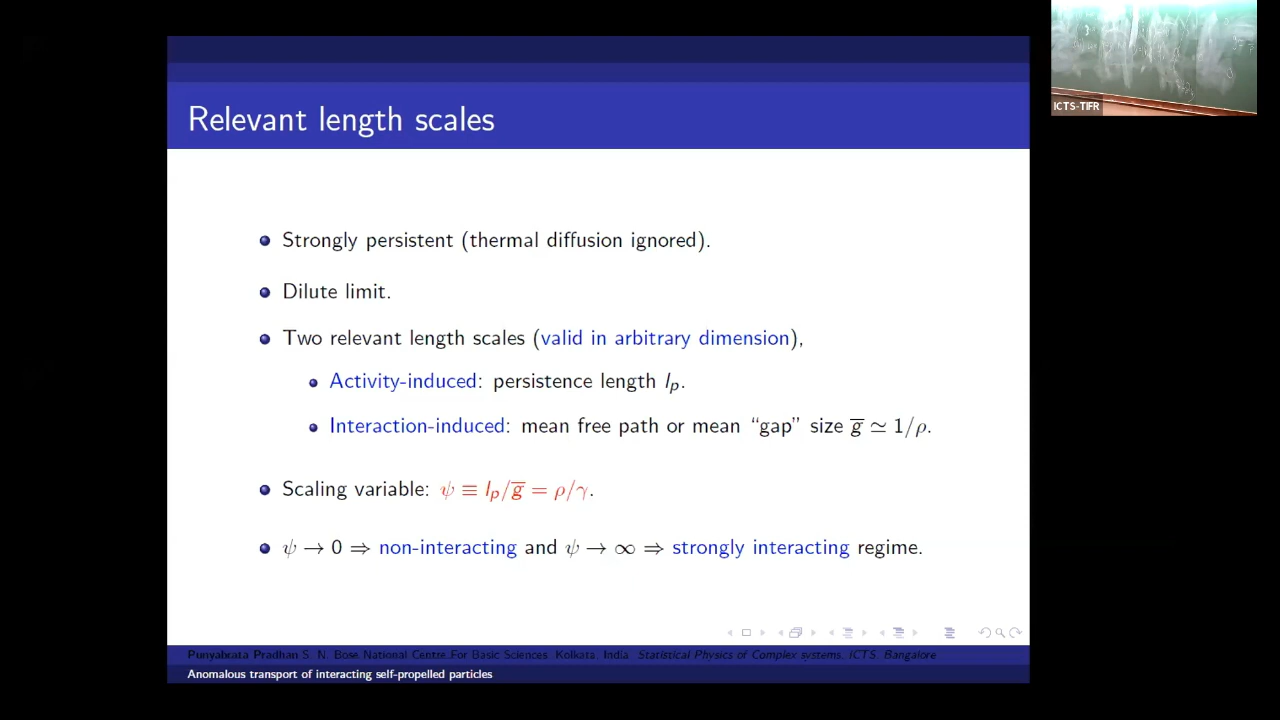 ICTS-TIFR
Relevant length scales
Strongly persistent (thermal diffusion ignored).
Dilute limit.
Two relevant length scales (valid in arbitrary dimension),
Activity-induced: persistence length lₚ.
Interaction-induced: mean free path or mean “gap” size g̅ ≃ 1/ρ.
Scaling variable: ψ ≡ lₚ/g̅ = ρ/γ.
ψ → 0 ⇒ non-interacting and ψ → ∞ ⇒ strongly interacting regime.
Punyabrata Pradhan S. N. Bose National Centre For Basic Sciences, Kolkata, India Statistical Physics of Complex systems, ICTS, Bangalore
Anomalous transport of interacting self-propelled particles